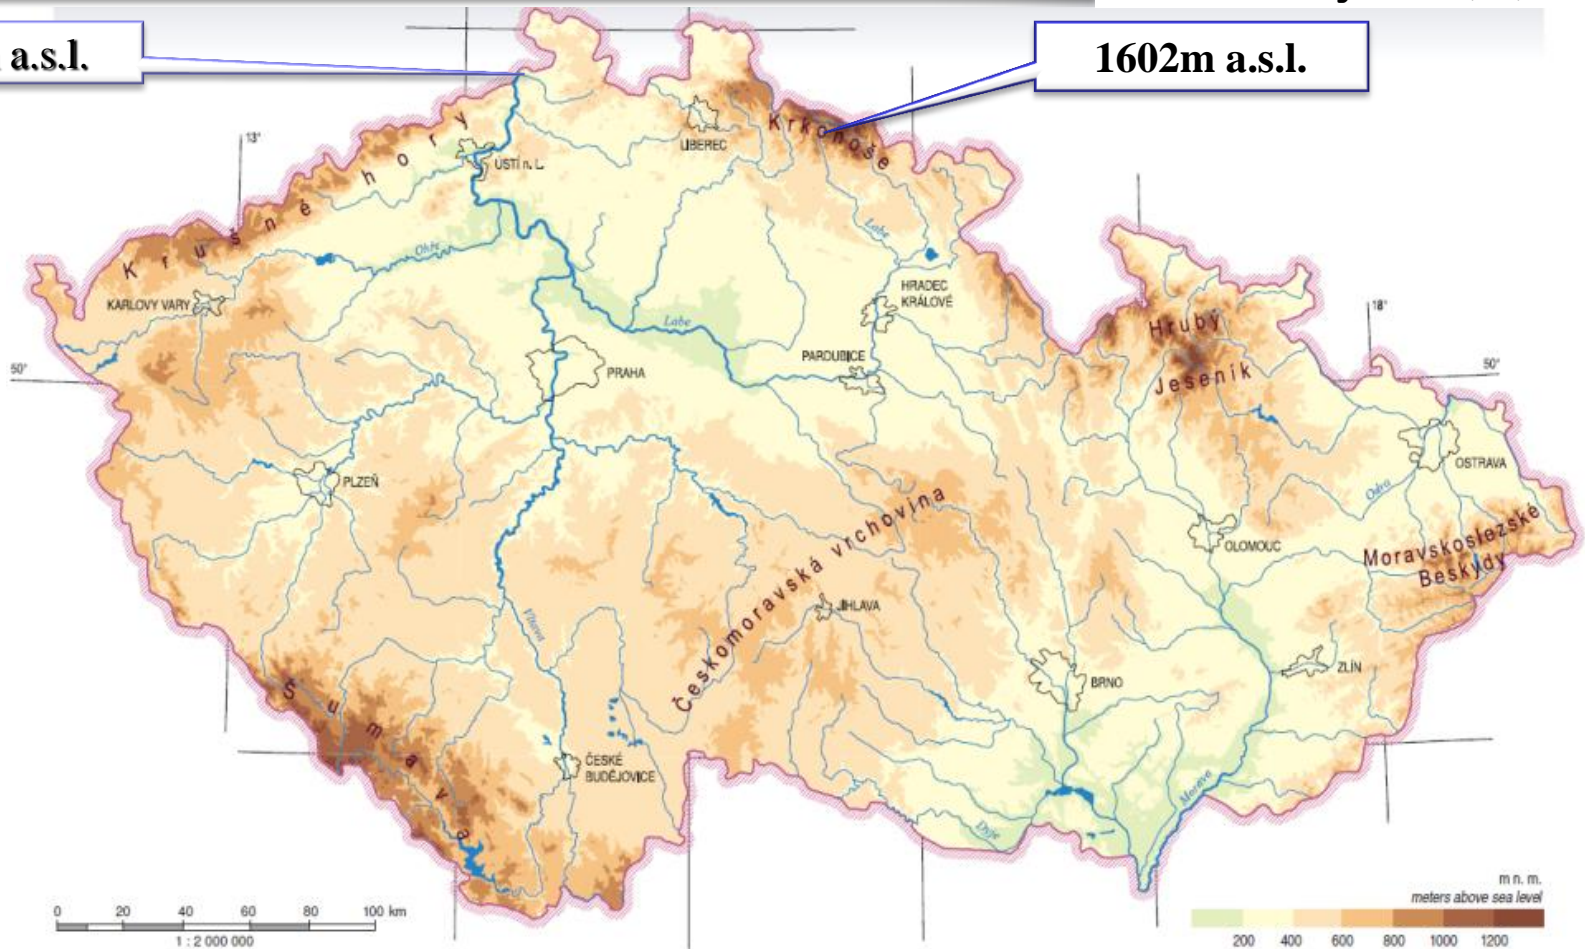 a.s.l.
1602m a.s.l.
13°
Krkonoše
LIBEREC
ÚSTÍ n. L.
Krušné hory
Labe
Ohře
KARLOVY VARY
HRADEC
KRÁLOVÉ
18°
Hrubý
Jeseník
Labe
PARDUBICE
50°
PRAHA
50°
OSTRAVA
PLZEŇ
Odra
Českomoravská vrchovina
OLOMOUC
Moravskoslezské
Beskydy
JIHLAVA
Vltava
ZLÍN
BRNO
Šumava
ČESKÉ
BUDĚJOVICE
Morava
Dyje
m n. m.
meters above sea level
0 20 40 60 80 100 km
1 : 2 000 000
200 400 600 800 1000 1200